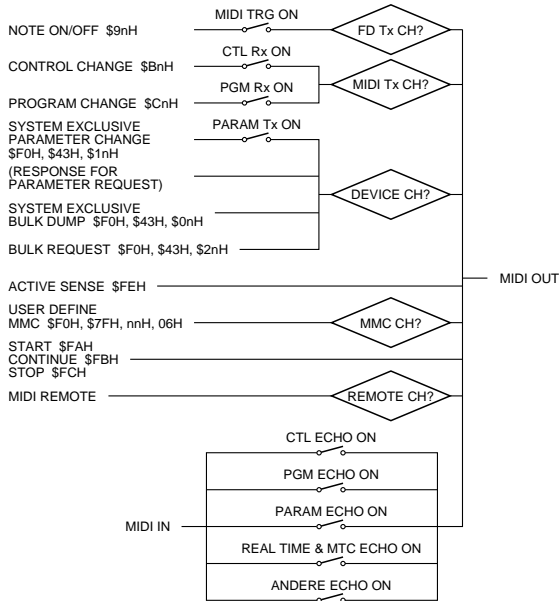 MIDI TRG ON
NOTE ON/OFF $9nH
FD Tx CH?
CTL Rx ON
CONTROL CHANGE $BnH
MIDI Tx CH?
PGM Rx ON
PROGRAM CHANGE $CnH
SYSTEM EXCLUSIVE
PARAMETER CHANGE
$F0H, $43H, $1nH
PARAM Tx ON
(RESPONSE FOR
PARAMETER REQUEST)
DEVICE CH?
SYSTEM EXCLUSIVE
BULK DUMP $F0H, $43H, $0nH
BULK REQUEST $F0H, $43H, $2nH
ACTIVE SENSE $FEH
MIDI OUT
USER DEFINE
MMC $F0H, $7FH, nnH, 06H
MMC CH?
START $FAH
CONTINUE $FBH
STOP $FCH
MIDI REMOTE
REMOTE CH?
CTL ECHO ON
PGM ECHO ON
PARAM ECHO ON
MIDI IN
REAL TIME & MTC ECHO ON
ANDERE ECHO ON